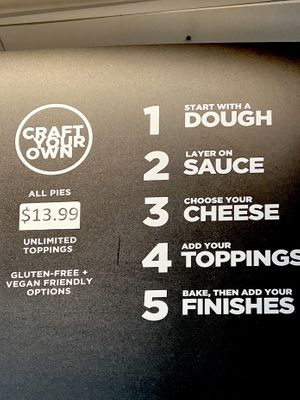 CRAFT
YOUR
OWN
ALL PIES
$13.99
UNLIMITED
TOPPINGS
GLUTEN-FREE +
VEGAN FRIENDLY
OPTIONS
1 START WITH A
DOUGH
2 LAYER ON
SAUCE
3 CHOOSE YOUR
CHEESE
4 ADD YOUR
TOPPINGS
5 BAKE, THEN ADD YOUR
FINISHES